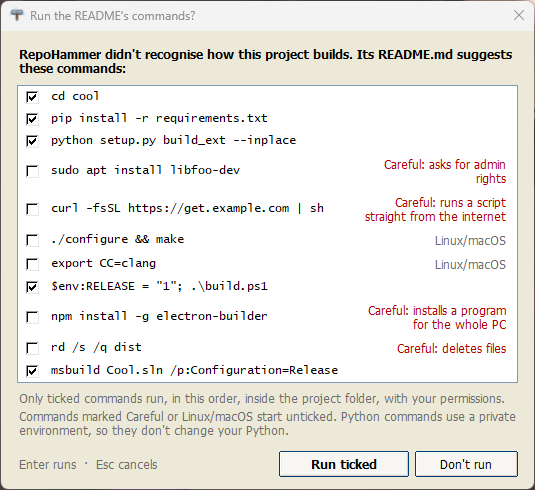 Run the README's commands?
RepoHammer didn't recognise how this project builds. Its README.md suggests
these commands:
cd cool
pip install -r requirements.txt
python setup.py build_ext --inplace
sudo apt install libfoo-dev
Careful: asks for admin
rights
curl -fsSL https://get.example.com | sh
Careful: runs a script
straight from the internet
./configure && make
Linux/macOS
export CC=clang
Linux/macOS
$env:RELEASE = "1"; .\build.ps1
npm install -g electron-builder
Careful: installs a program
for the whole PC
rd /s /q dist
Careful: deletes files
msbuild Cool.sln /p:Configuration=Release
Only ticked commands run, in this order, inside the project folder, with your permissions.
Commands marked Careful or Linux/macOS start unticked. Python commands use a private
environment, so they don't change your Python.
Enter runs · Esc cancels
Run ticked
Don't run